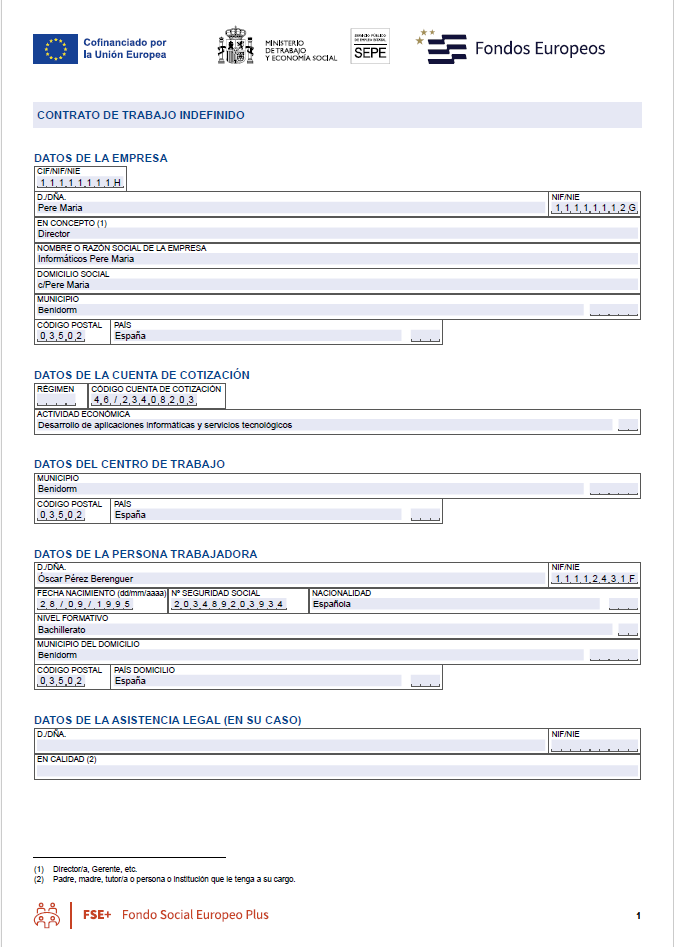 Cofinanciado por
la Unión Europea
MINISTERIO
DE TRABAJO
Y ECONOMÍA SOCIAL
SERVICIO PÚBLICO
DE EMPLEO ESTATAL
SEPE
Fondos Europeos
CONTRATO DE TRABAJO INDEFINIDO
DATOS DE LA EMPRESA
CIF/NIF/NIE
11111111H
D./DÑA. NIF/NIE
Pere Maria 11111112G
EN CONCEPTO (1)
Director
NOMBRE O RAZÓN SOCIAL DE LA EMPRESA
Informáticos Pere Maria
DOMICILIO SOCIAL
c/Pere Maria
MUNICIPIO
Benidorm
CÓDIGO POSTAL PAÍS
03502 España
DATOS DE LA CUENTA DE COTIZACIÓN
RÉGIMEN CÓDIGO CUENTA DE COTIZACIÓN
46/23408203
ACTIVIDAD ECONÓMICA
Desarrollo de aplicaciones informáticas y servicios tecnológicos
DATOS DEL CENTRO DE TRABAJO
MUNICIPIO
Benidorm
CÓDIGO POSTAL PAÍS
03502 España
DATOS DE LA PERSONA TRABAJADORA
D./DÑA. NIF/NIE
Óscar Pérez Berenguer 11112431F
FECHA NACIMIENTO (dd/mm/aaaa) Nº SEGURIDAD SOCIAL NACIONALIDAD
28/09/1995 203489203934 Española
NIVEL FORMATIVO
Bachillerato
MUNICIPIO DEL DOMICILIO
Benidorm
CÓDIGO POSTAL PAÍS DOMICILIO
03502 España
DATOS DE LA ASISTENCIA LEGAL (EN SU CASO)
D./DÑA. NIF/NIE
EN CALIDAD (2)
(1) Director/a, Gerente, etc.
(2) Padre, madre, tutor/a o persona o institución que le tenga a su cargo.
FSE+ Fondo Social Europeo Plus 1